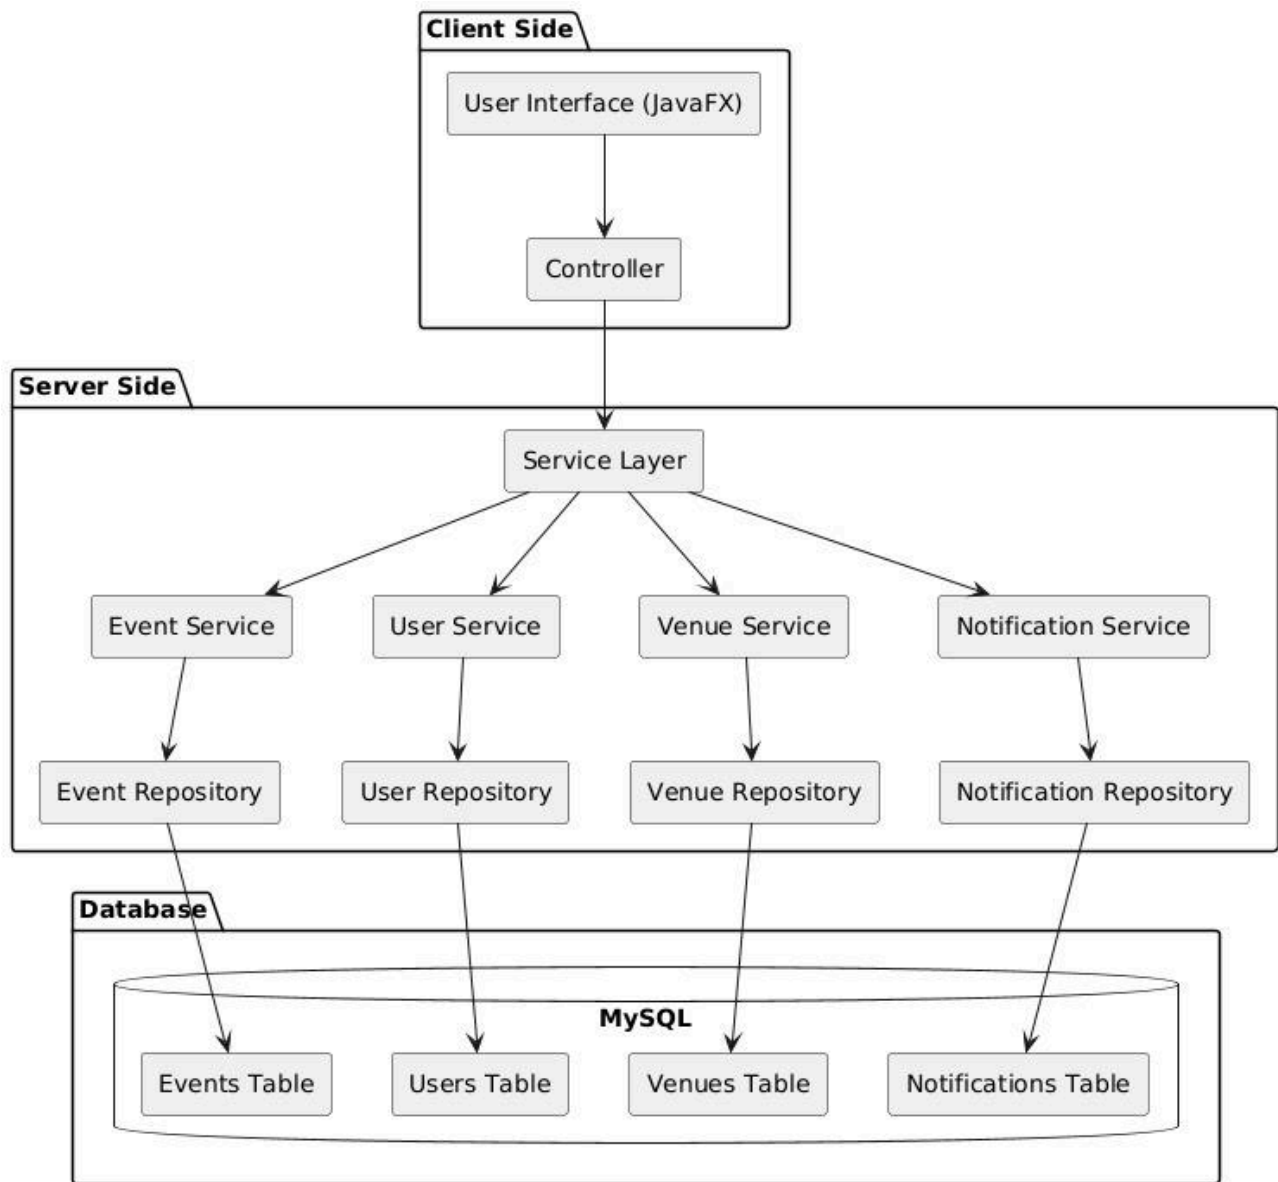 Client Side
User Interface (JavaFX)
Controller
Server Side
Service Layer
Event Service
User Service
Venue Service
Notification Service
Event Repository
User Repository
Venue Repository
Notification Repository
Database
MySQL
Events Table
Users Table
Venues Table
Notifications Table